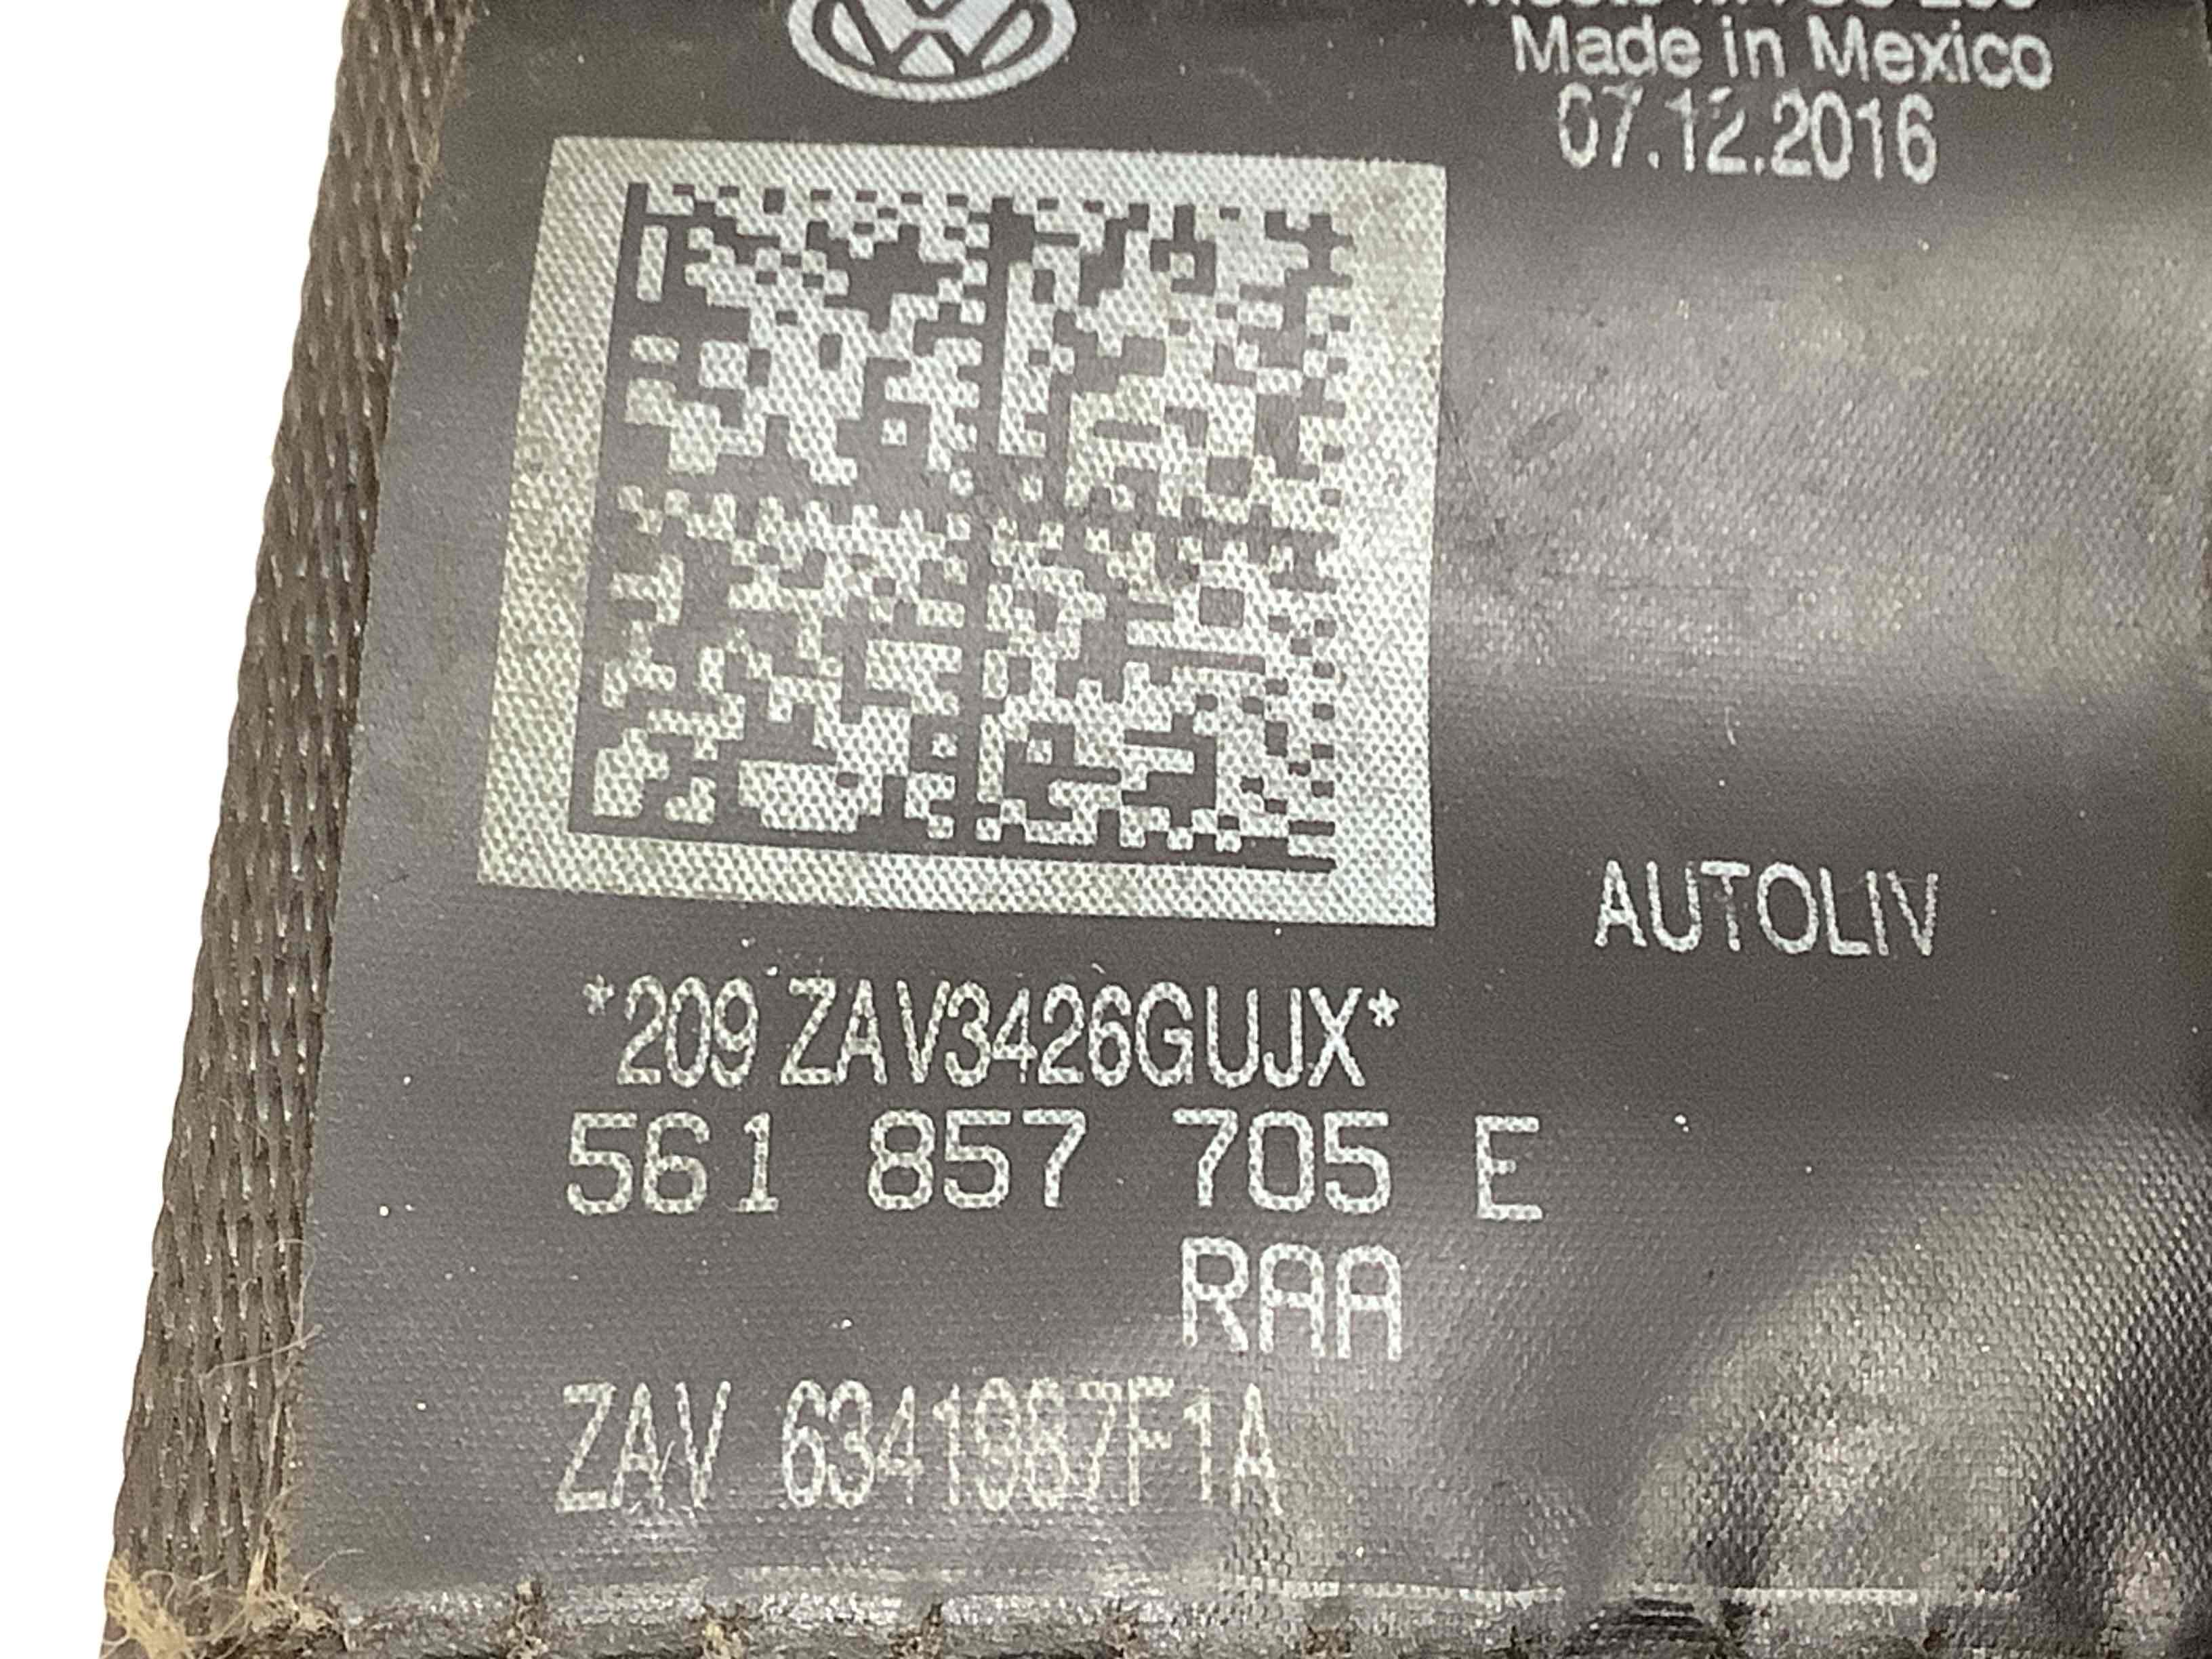 Made in Mexico
07.12.2016
AUTOLIV
*209 ZAV3426GUJX*
561 857 705 E
RAA
ZAV 6341987F1A